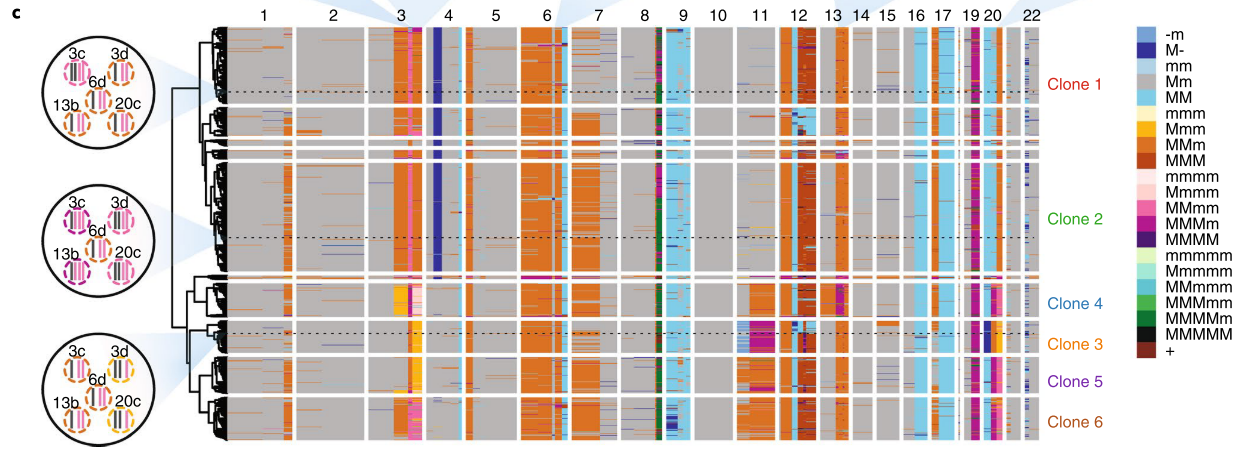 c
1 2 3 4 5 6 7 8 9 10 11 12 13 14 15 16 17 19 20 22
3c 3d
6d
13b 20c
3c 3d
6d
13b 20c
3c 3d
6d
13b 20c
Clone 1
Clone 2
Clone 4
Clone 3
Clone 5
Clone 6
-m
M-
mm
Mm
MM
mmm
Mmm
MMm
MMM
mmmm
Mmmm
MMmm
MMMm
MMMM
mmmmm
Mmmmm
MMmmm
MMMmm
MMMMm
MMMMM
+